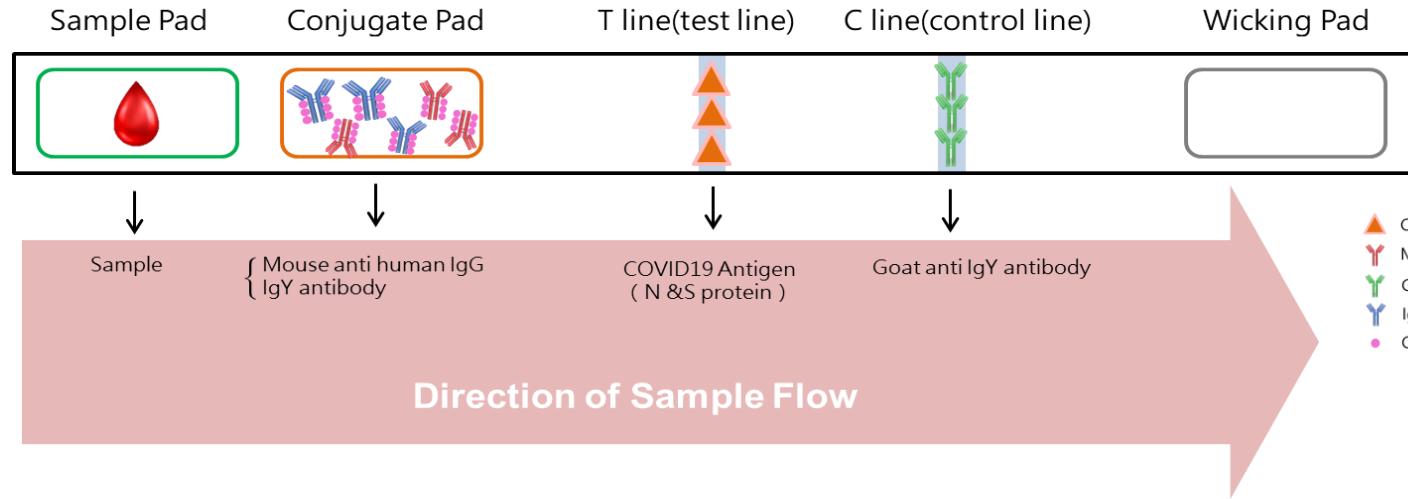 Sample Pad
Conjugate Pad
T line(test line)
C line(control line)
Wicking Pad
Sample
Mouse anti human IgG
IgY antibody
COVID19 Antigen
( N &S protein )
Goat anti IgY antibody
Direction of Sample Flow